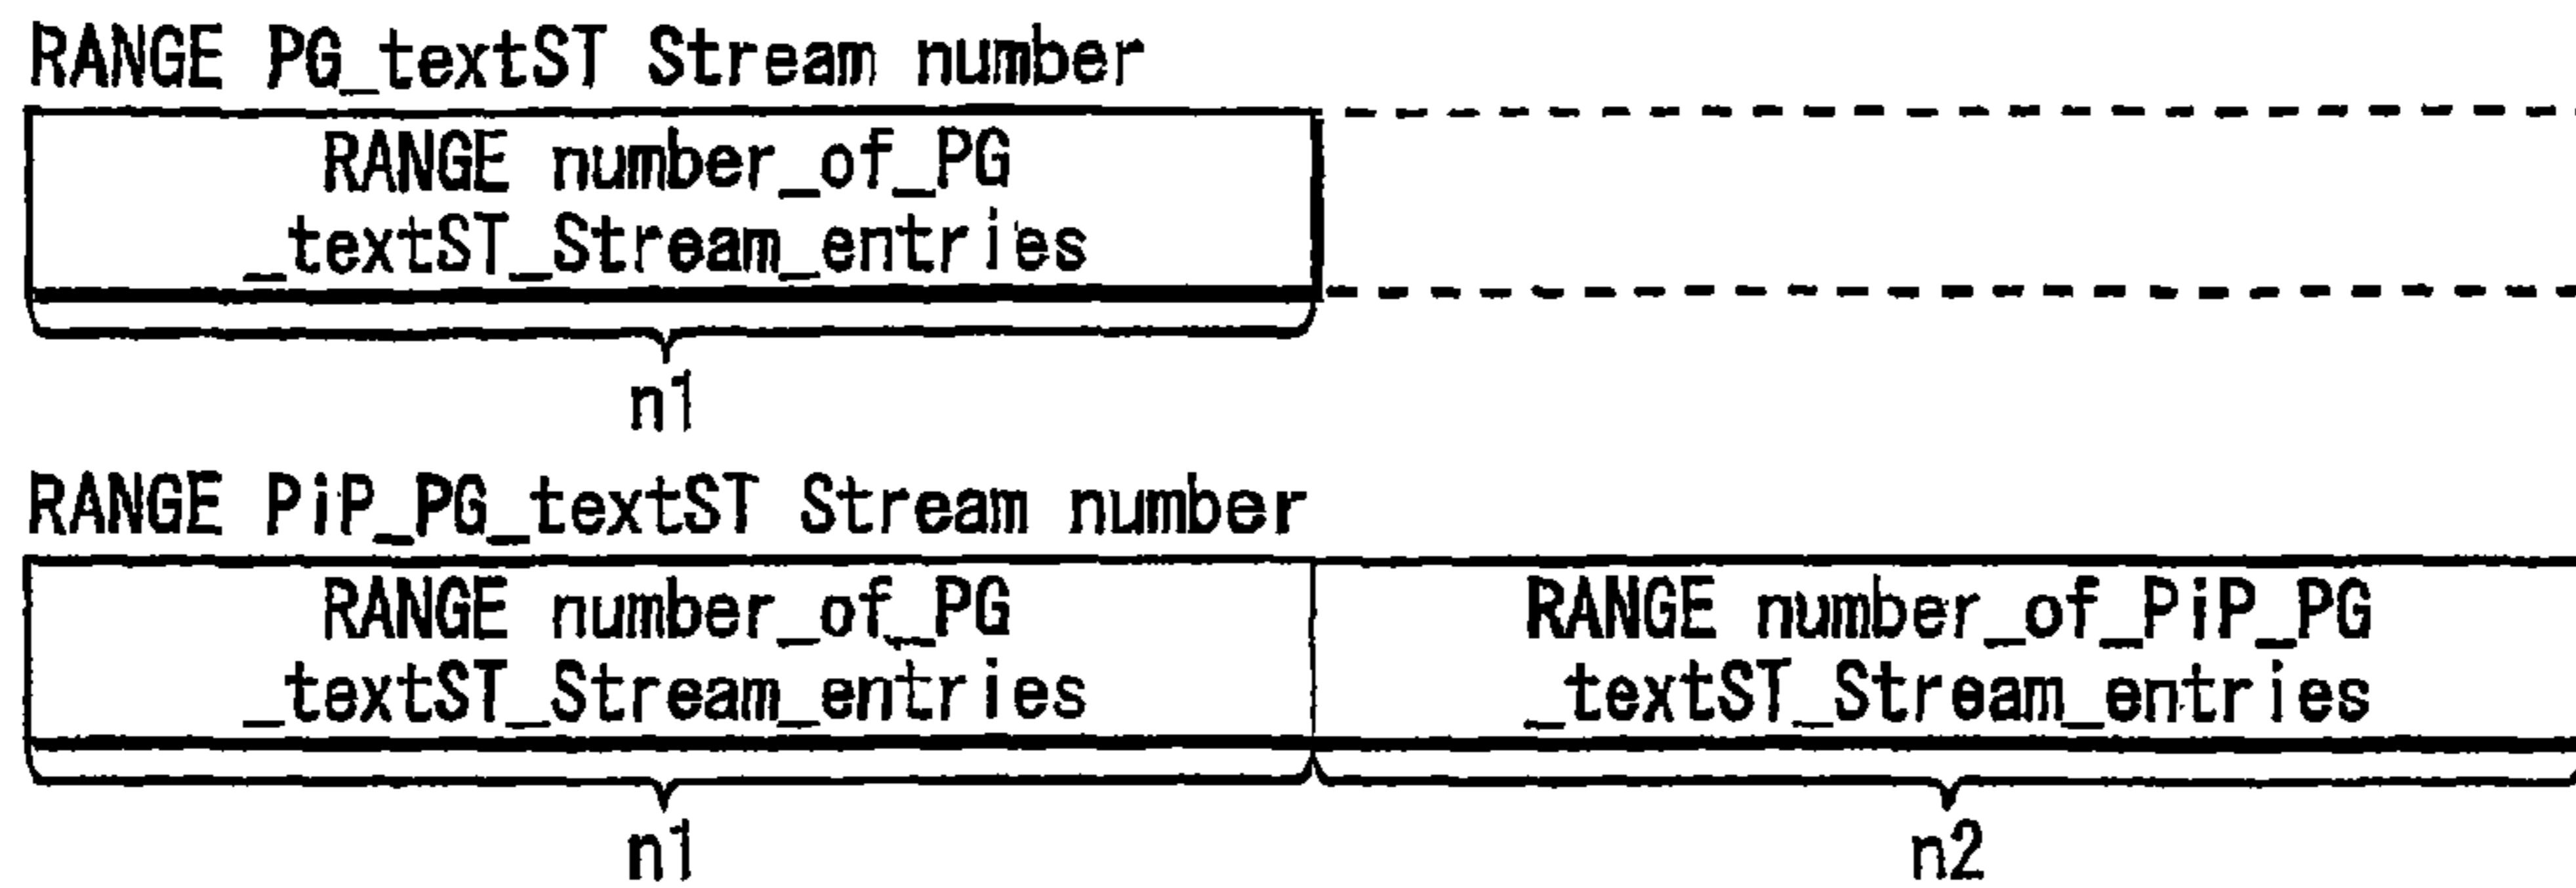 RANGE PG_textST Stream number
RANGE number_of_PG
_textST_Stream_entries
n1
RANGE PiP_PG_textST Stream number
RANGE number_of_PG
_textST_Stream_entries
RANGE number_of_PiP_PG
_textST_Stream_entries
n1
n2